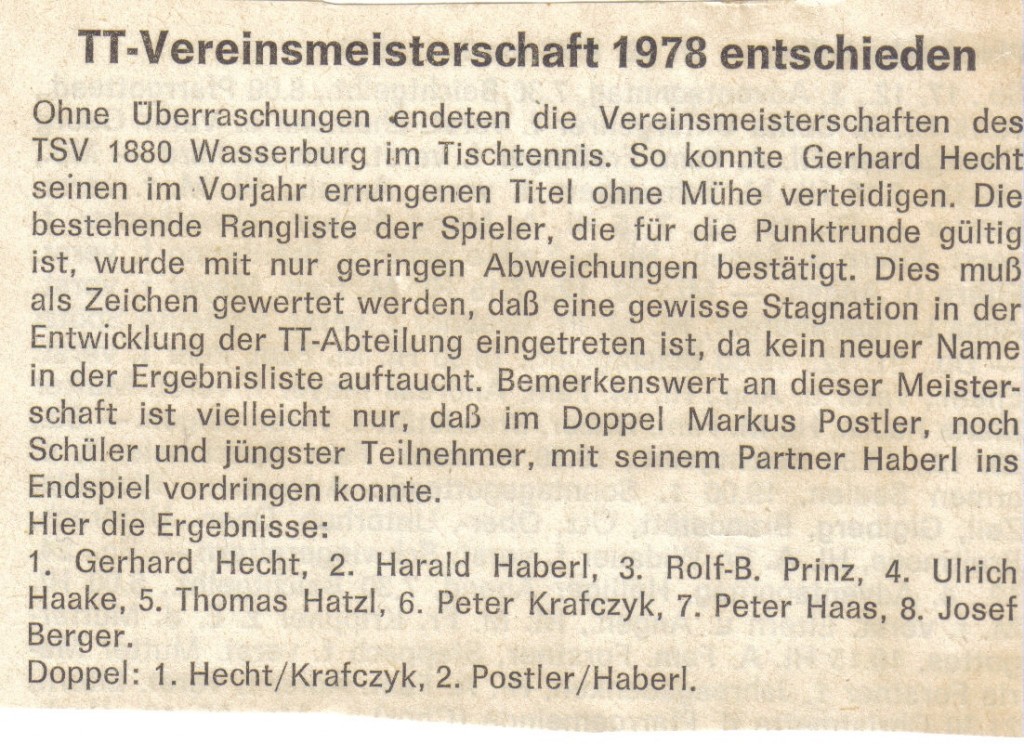 TT-Vereinsmeisterschaft 1978 entschieden
Ohne Überraschungen endeten die Vereinsmeisterschaften des
TSV 1880 Wasserburg im Tischtennis. So konnte Gerhard Hecht
seinen im Vorjahr errungenen Titel ohne Mühe verteidigen. Die
bestehende Rangliste der Spieler, die für die Punktrunde gültig
ist, wurde mit nur geringen Abweichungen bestätigt. Dies muß
als Zeichen gewertet werden, daß eine gewisse Stagnation in der
Entwicklung der TT-Abteilung eingetreten ist, da kein neuer Name
in der Ergebnisliste auftaucht. Bemerkenswert an dieser Meister-
schaft ist vielleicht nur, daß im Doppel Markus Postler, noch
Schüler und jüngster Teilnehmer, mit seinem Partner Haberl ins
Endspiel vordringen konnte.
Hier die Ergebnisse:
1. Gerhard Hecht, 2. Harald Haberl, 3. Rolf-B. Prinz, 4. Ulrich
Haake, 5. Thomas Hatzl, 6. Peter Krafczyk, 7. Peter Haas, 8. Josef
Berger.
Doppel: 1. Hecht/Krafczyk, 2. Postler/Haberl.